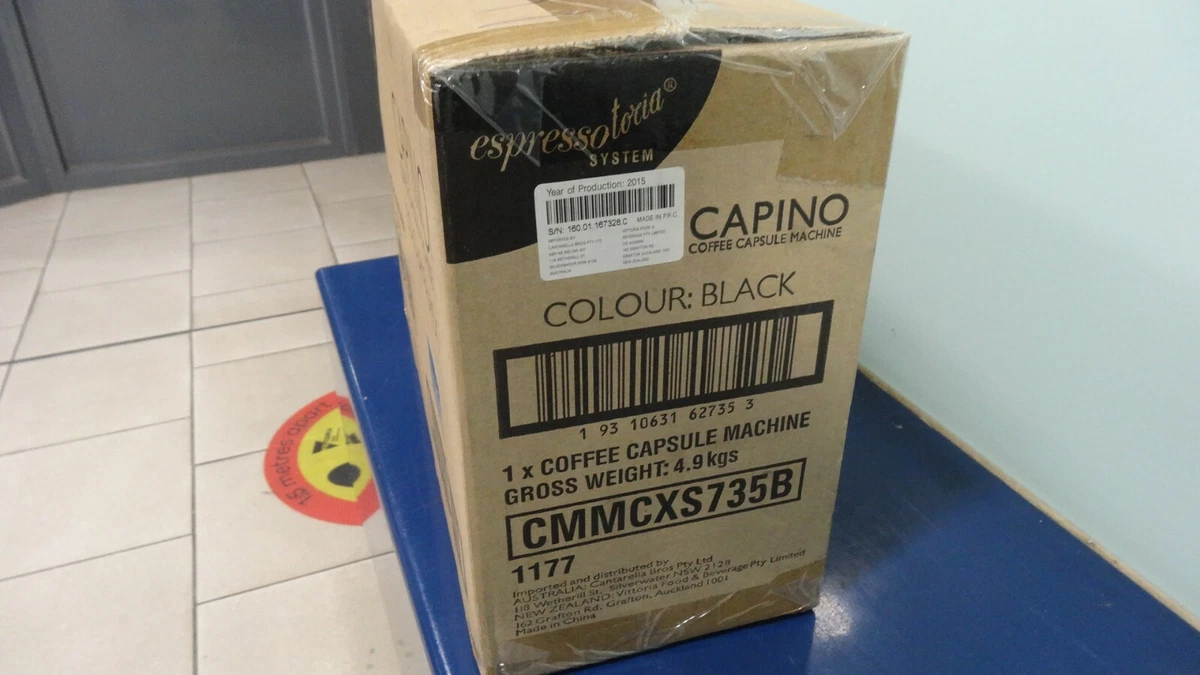 espressotoria®
SYSTEM
Year of Production: 2015
S/N: 160.01.167328.C MADE IN P.R.C
CAPINO
COFFEE CAPSULE MACHINE
COLOUR: BLACK
1 93 10631 62735 3
1 x COFFEE CAPSULE MACHINE
GROSS WEIGHT: 4.9kgs
CMMCXS735B
1177
Imported and distributed by
AUSTRALIA: Cantarella Bros Pty Ltd
118 Wetherill St, Silverwater NSW 2128
NEW ZEALAND: Vittoria Food & Beverage Pty Limited
162 Grafton Rd, Grafton, Auckland 1001
Made in China
1.5 metres apart